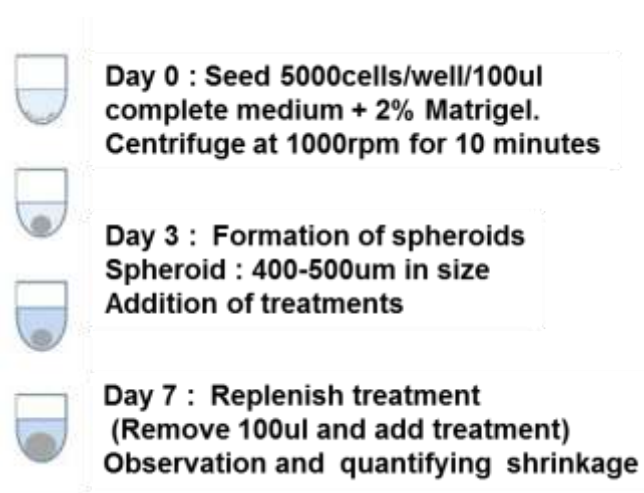 Day 0 : Seed 5000cells/well/100ul
complete medium + 2% Matrigel.
Centrifuge at 1000rpm for 10 minutes
Day 3 : Formation of spheroids
Spheroid : 400-500um in size
Addition of treatments
Day 7 : Replenish treatment
(Remove 100ul and add treatment)
Observation and quantifying shrinkage